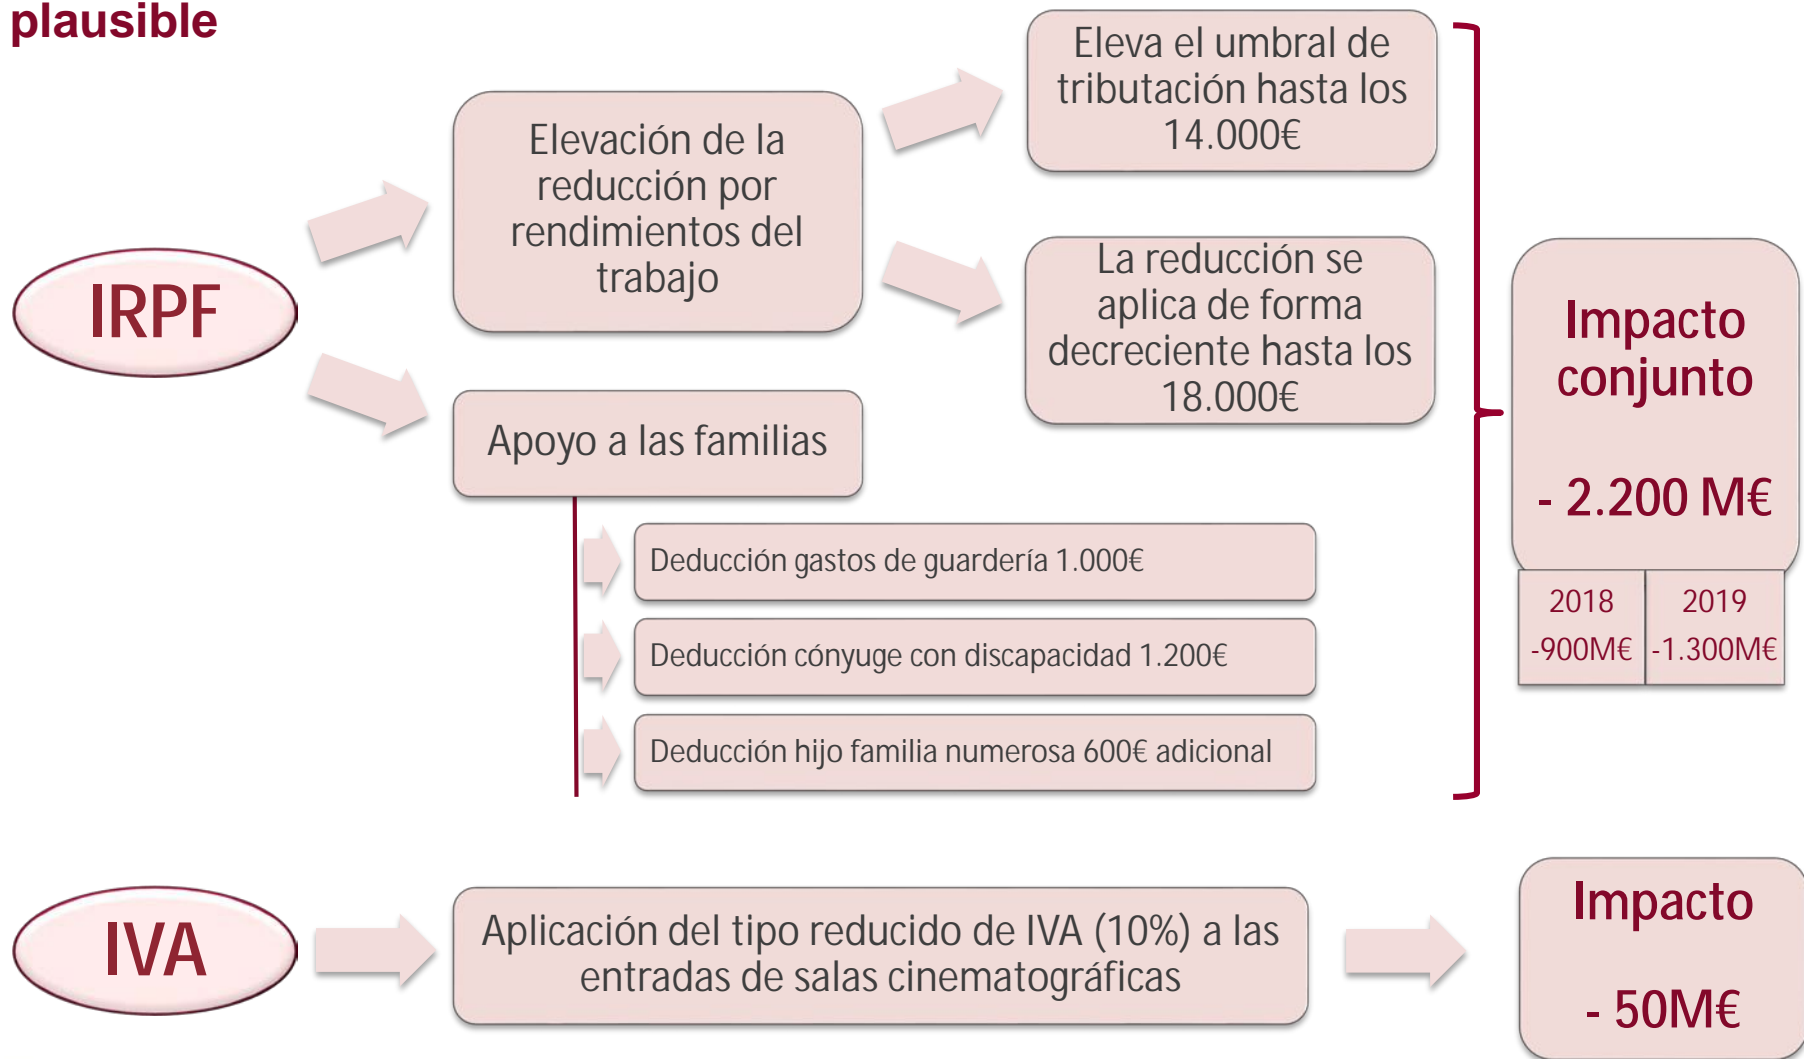 plausible
IRPF
Elevación de la
reducción por
rendimientos del
trabajo
Eleva el umbral de
tributación hasta los
14.000€
La reducción se
aplica de forma
decreciente hasta los
18.000€
Apoyo a las familias
Deducción gastos de guardería 1.000€
Deducción cónyuge con discapacidad 1.200€
Deducción hijo familia numerosa 600€ adicional
Impacto
conjunto
- 2.200 M€
2018 2019
-900M€ -1.300M€
IVA
Aplicación del tipo reducido de IVA (10%) a las
entradas de salas cinematográficas
Impacto
- 50M€